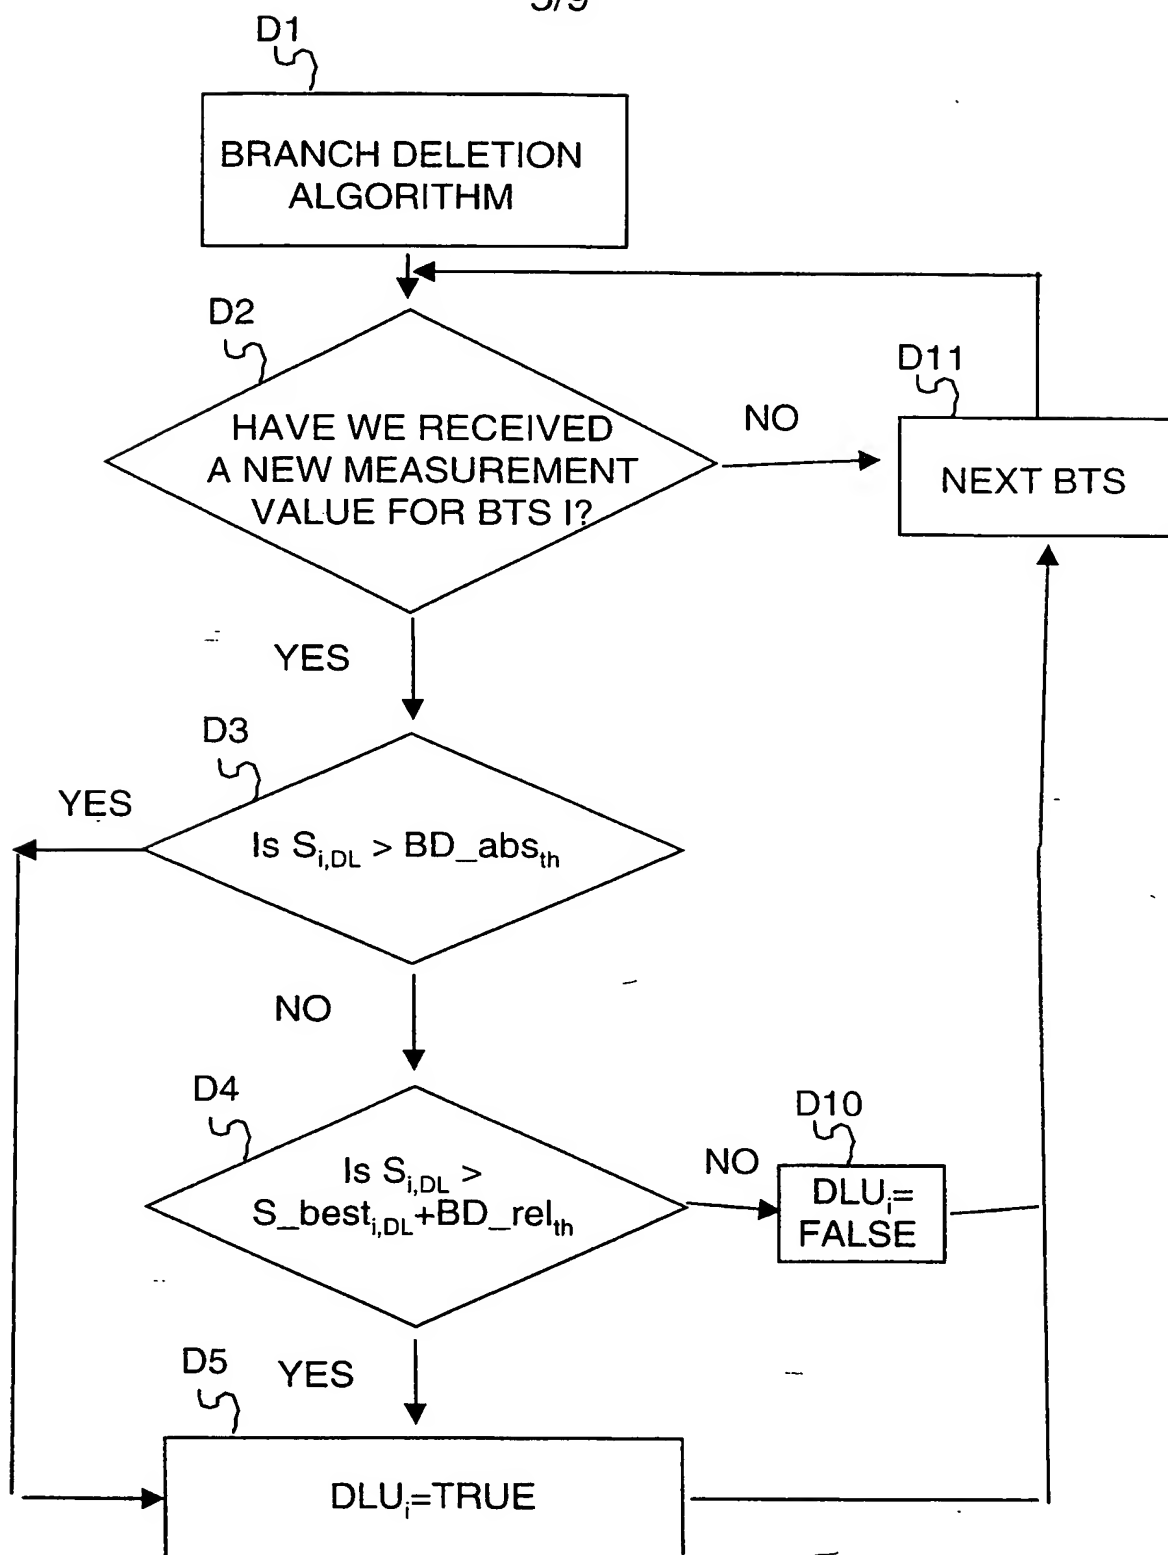 D1
BRANCH DELETION
ALGORITHM
D2
HAVE WE RECEIVED
A NEW MEASUREMENT
VALUE FOR BTS I?
NO
D11
NEXT BTS
YES
D3
YES
Is S_{i,DL} > BD_abs_{th}
NO
D4
Is S_{i,DL} >
S_best_{i,DL}+BD_rel_{th}
NO
D10
DLU_i=
FALSE
D5
YES
DLU_i=TRUE